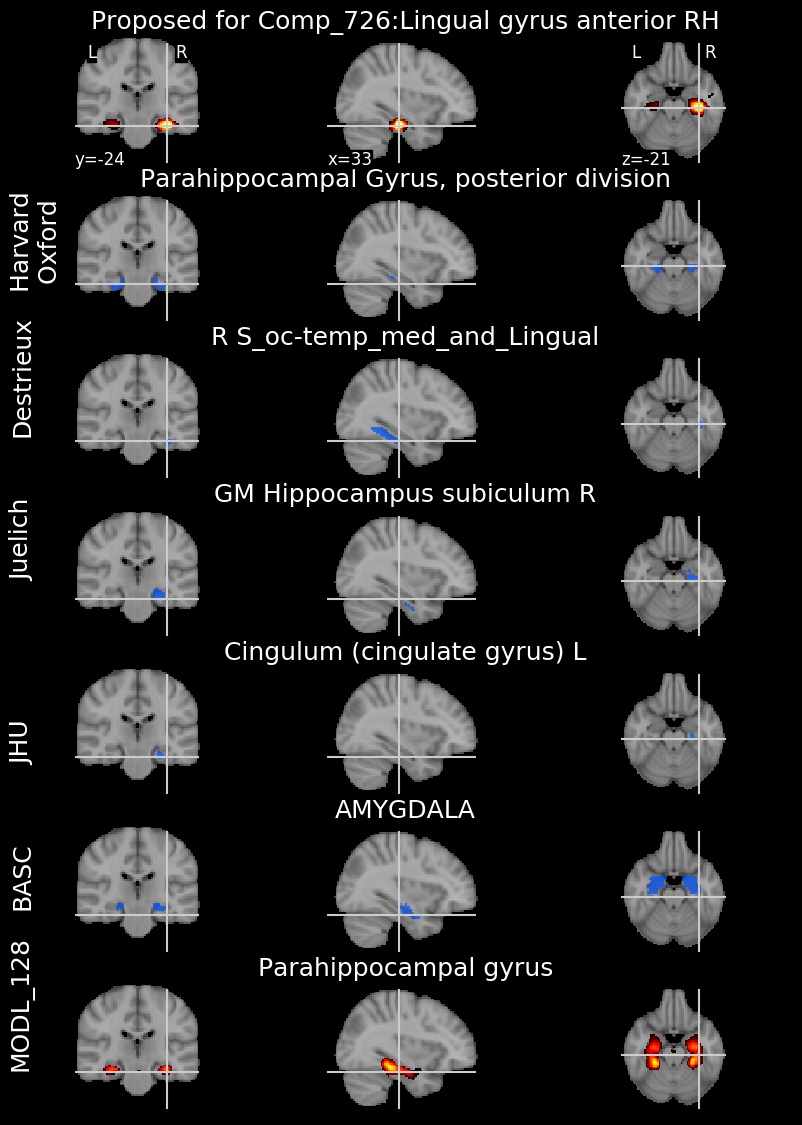 Proposed for Comp_726:Lingual gyrus anterior RH
L R L R
y=-24 x=33 z=-21
Parahippocampal Gyrus, posterior division
Harvard
Oxford
R S_oc-temp_med_and_Lingual
Destrieux
GM Hippocampus subiculum R
Juelich
Cingulum (cingulate gyrus) L
JHU
AMYGDALA
BASC
Parahippocampal gyrus
MODL_128